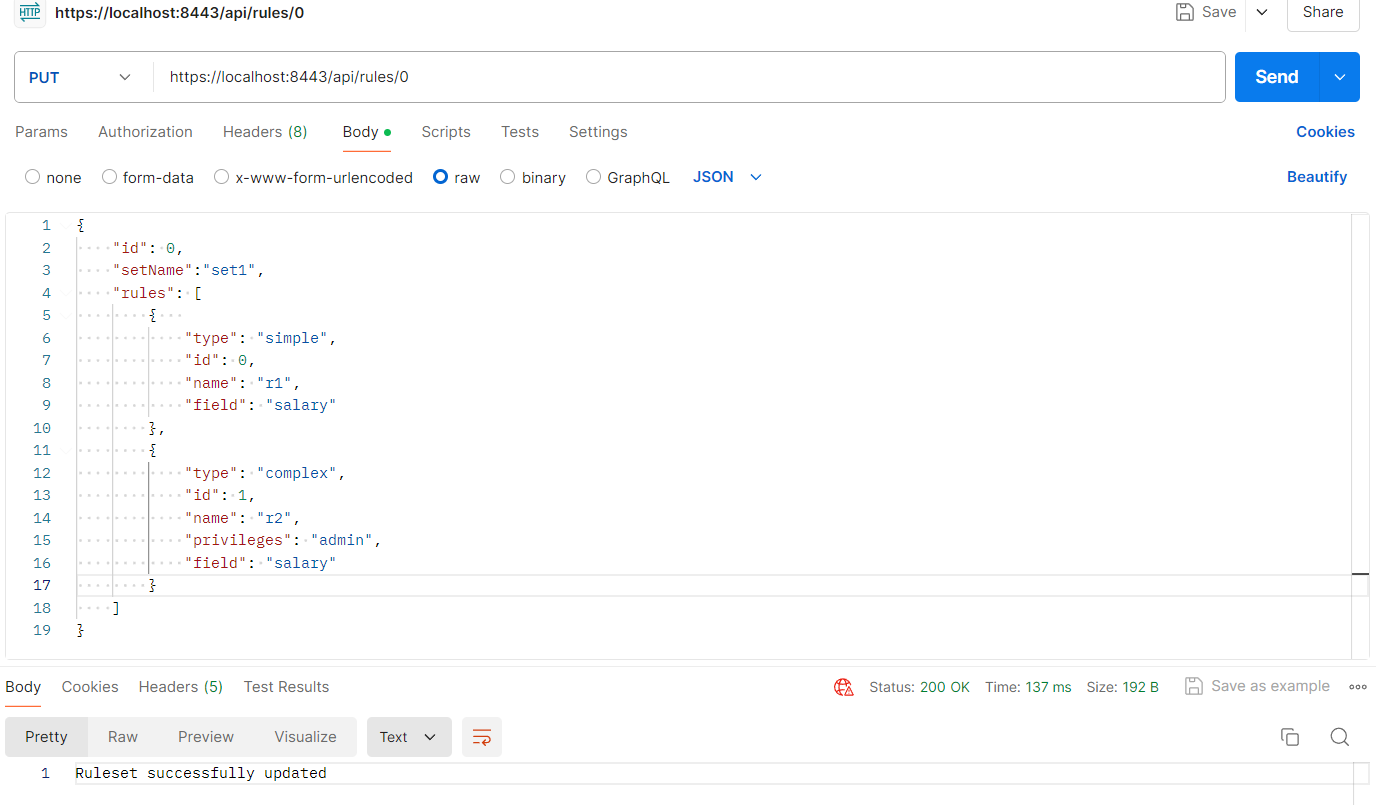 HTTP https://localhost:8443/api/rules/0 Save Share
PUT https://localhost:8443/api/rules/0 Send
Params Authorization Headers (8) Body Scripts Tests Settings Cookies
none form-data x-www-form-urlencoded raw binary GraphQL JSON Beautify
1 {
2 "id": 0,
3 "setName":"set1",
4 "rules": [
5 {
6 "type": "simple",
7 "id": 0,
8 "name": "r1",
9 "field": "salary"
10 },
11 {
12 "type": "complex",
13 "id": 1,
14 "name": "r2",
15 "privileges": "admin",
16 "field": "salary"
17 }
18 ]
19 }
Body Cookies Headers (5) Test Results Status: 200 OK Time: 137 ms Size: 192 B Save as example
Pretty Raw Preview Visualize Text
1 Ruleset successfully updated